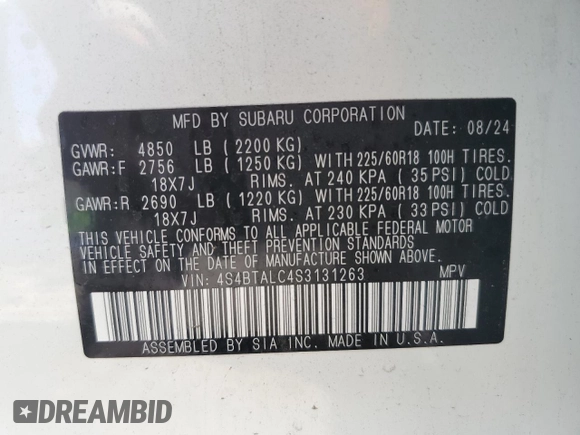 MFD BY SUBARU CORPORATION
DATE: 08/24
GVWR: 4850 LB (2200 KG)
GAWR:F 2756 LB (1250 KG) WITH 225/60R18 100H TIRES.
18X7J RIMS. AT 240 KPA (35 PSI) COLD
GAWR:R 2690 LB (1220 KG) WITH 225/60R18 100H TIRES.
18X7J RIMS. AT 230 KPA (33 PSI) COLD
THIS VEHICLE CONFORMS TO ALL APPLICABLE FEDERAL MOTOR
VEHICLE SAFETY AND THEFT PREVENTION STANDARDS
IN EFFECT ON THE DATE OF MANUFACTURE SHOWN ABOVE.
VIN: 4S4BTALC4S3131263 MPV
ASSEMBLED BY SIA INC. MADE IN U.S.A.
DREAMBID